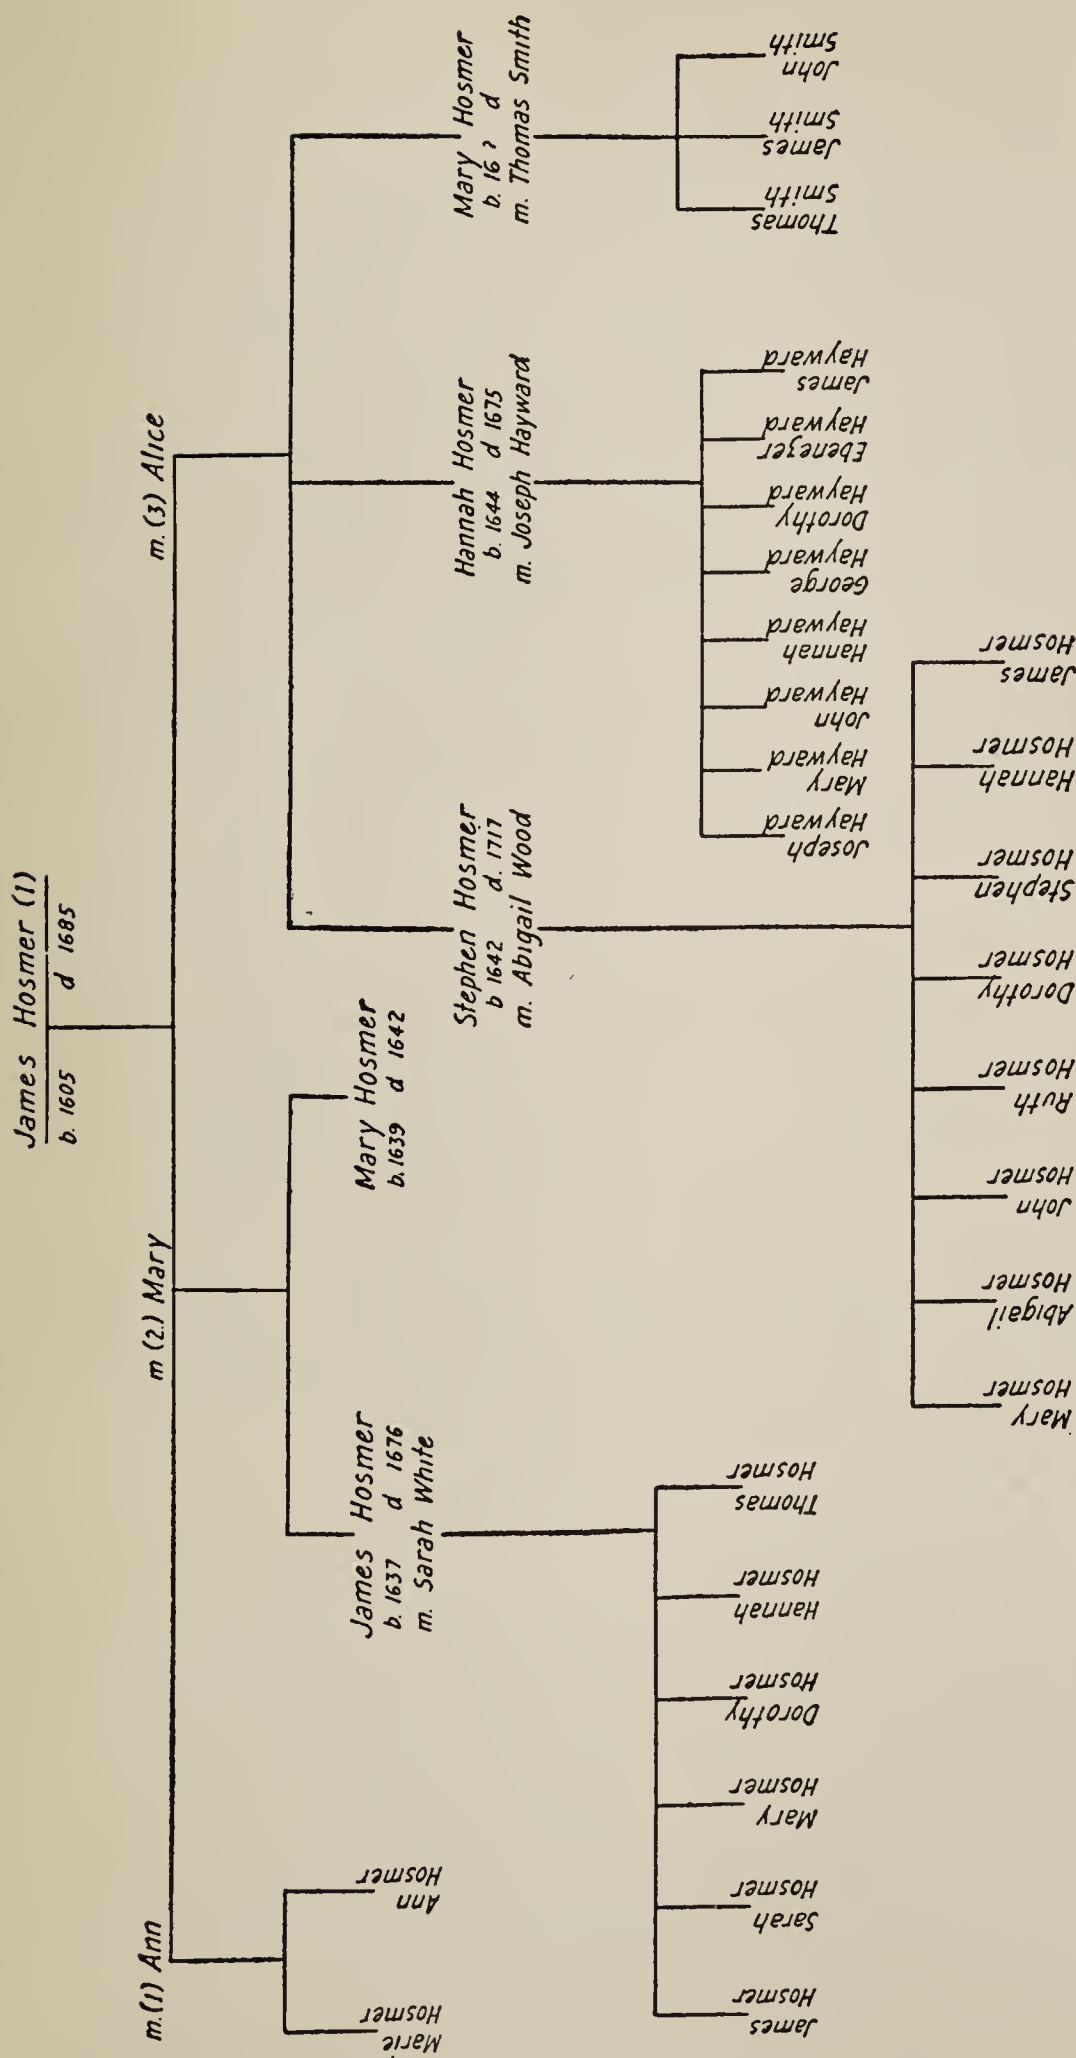 James Hosmer (1)
b. 1605 d 1685
m.(1) Ann
m (2.) Mary
m. (3) Alice
Marie
Hosmer
Ann
Hosmer
James Hosmer
b. 1637 d 1676
m. Sarah White
Mary Hosmer
b. 1639 d 1642
Stephen Hosmer
b 1642 d. 1717
m. Abigail Wood
Hannah Hosmer
b. 1644 d 1675
m. Joseph Hayward
Mary Hosmer
b. 16 ? d
m. Thomas Smith
James
Hosmer
Sarah
Hosmer
Mary
Hosmer
Dorothy
Hosmer
Hannah
Hosmer
Thomas
Hosmer
Mary
Hosmer
Abigail
Hosmer
John
Hosmer
Ruth
Hosmer
Dorothy
Hosmer
Stephen
Hosmer
Hannah
Hosmer
James
Hosmer
Joseph
Hayward
Mary
Hayward
John
Hayward
Hannah
Hayward
George
Hayward
Dorothy
Hayward
Ebenezer
Hayward
James
Hayward
Thomas
Smith
James
Smith
John
Smith